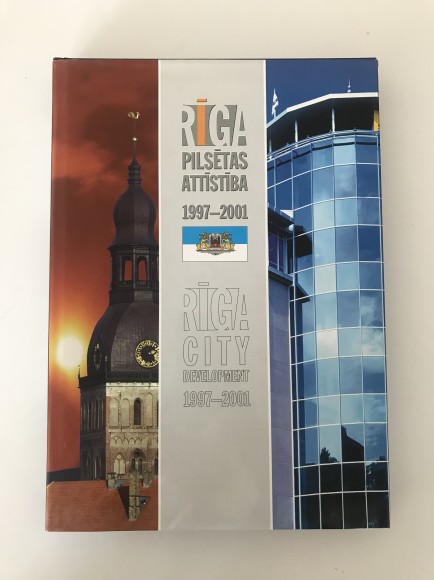 RĪGA
PILSĒTAS
ATTĪSTĪBA
1997–2001
RĪGA
CITY
DEVELOPMENT
1997–2001